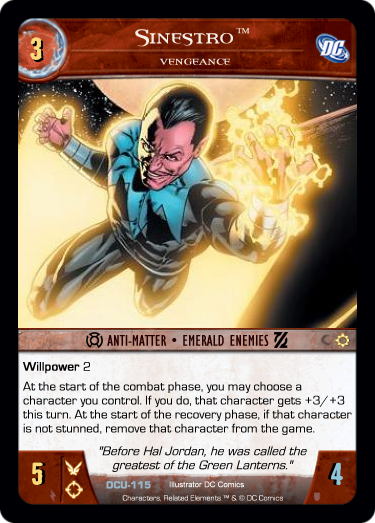 3
SINESTRO™
DC
VENGEANCE
ANTI-MATTER • EMERALD ENEMIES
Willpower 2
At the start of the combat phase, you may choose a
character you control. If you do, that character gets +3/+3
this turn. At the start of the recovery phase, if that character
is not stunned, remove that character from the game.
"Before Hal Jordan, he was called the
greatest of the Green Lanterns."
5
4
DCU-115 Illustrator DC Comics
Characters, Related Elements ™ & © DC Comics